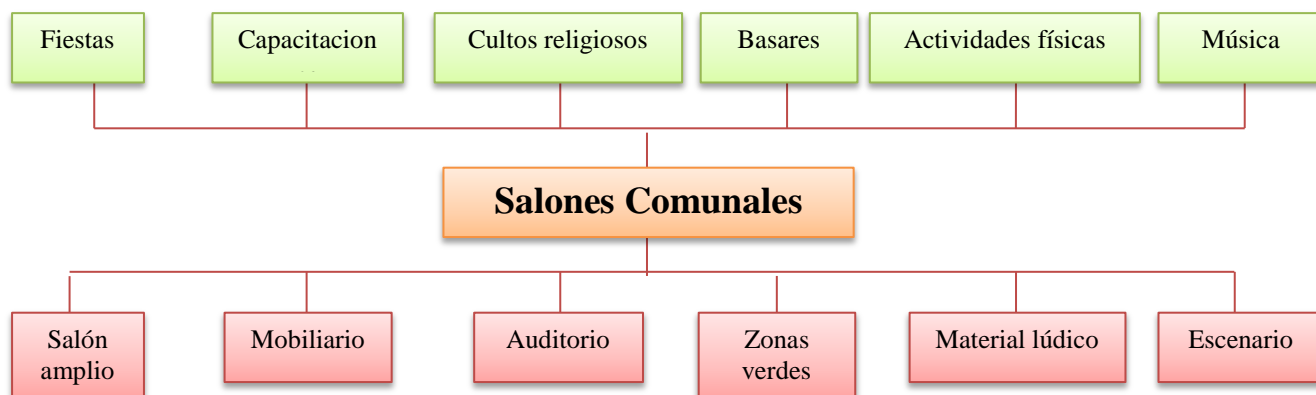 Fiestas
Capacitacion
Cultos religiosos
Basares
Actividades físicas
Música
Salones Comunales
Salón
amplio
Mobiliario
Auditorio
Zonas
verdes
Material lúdico
Escenario